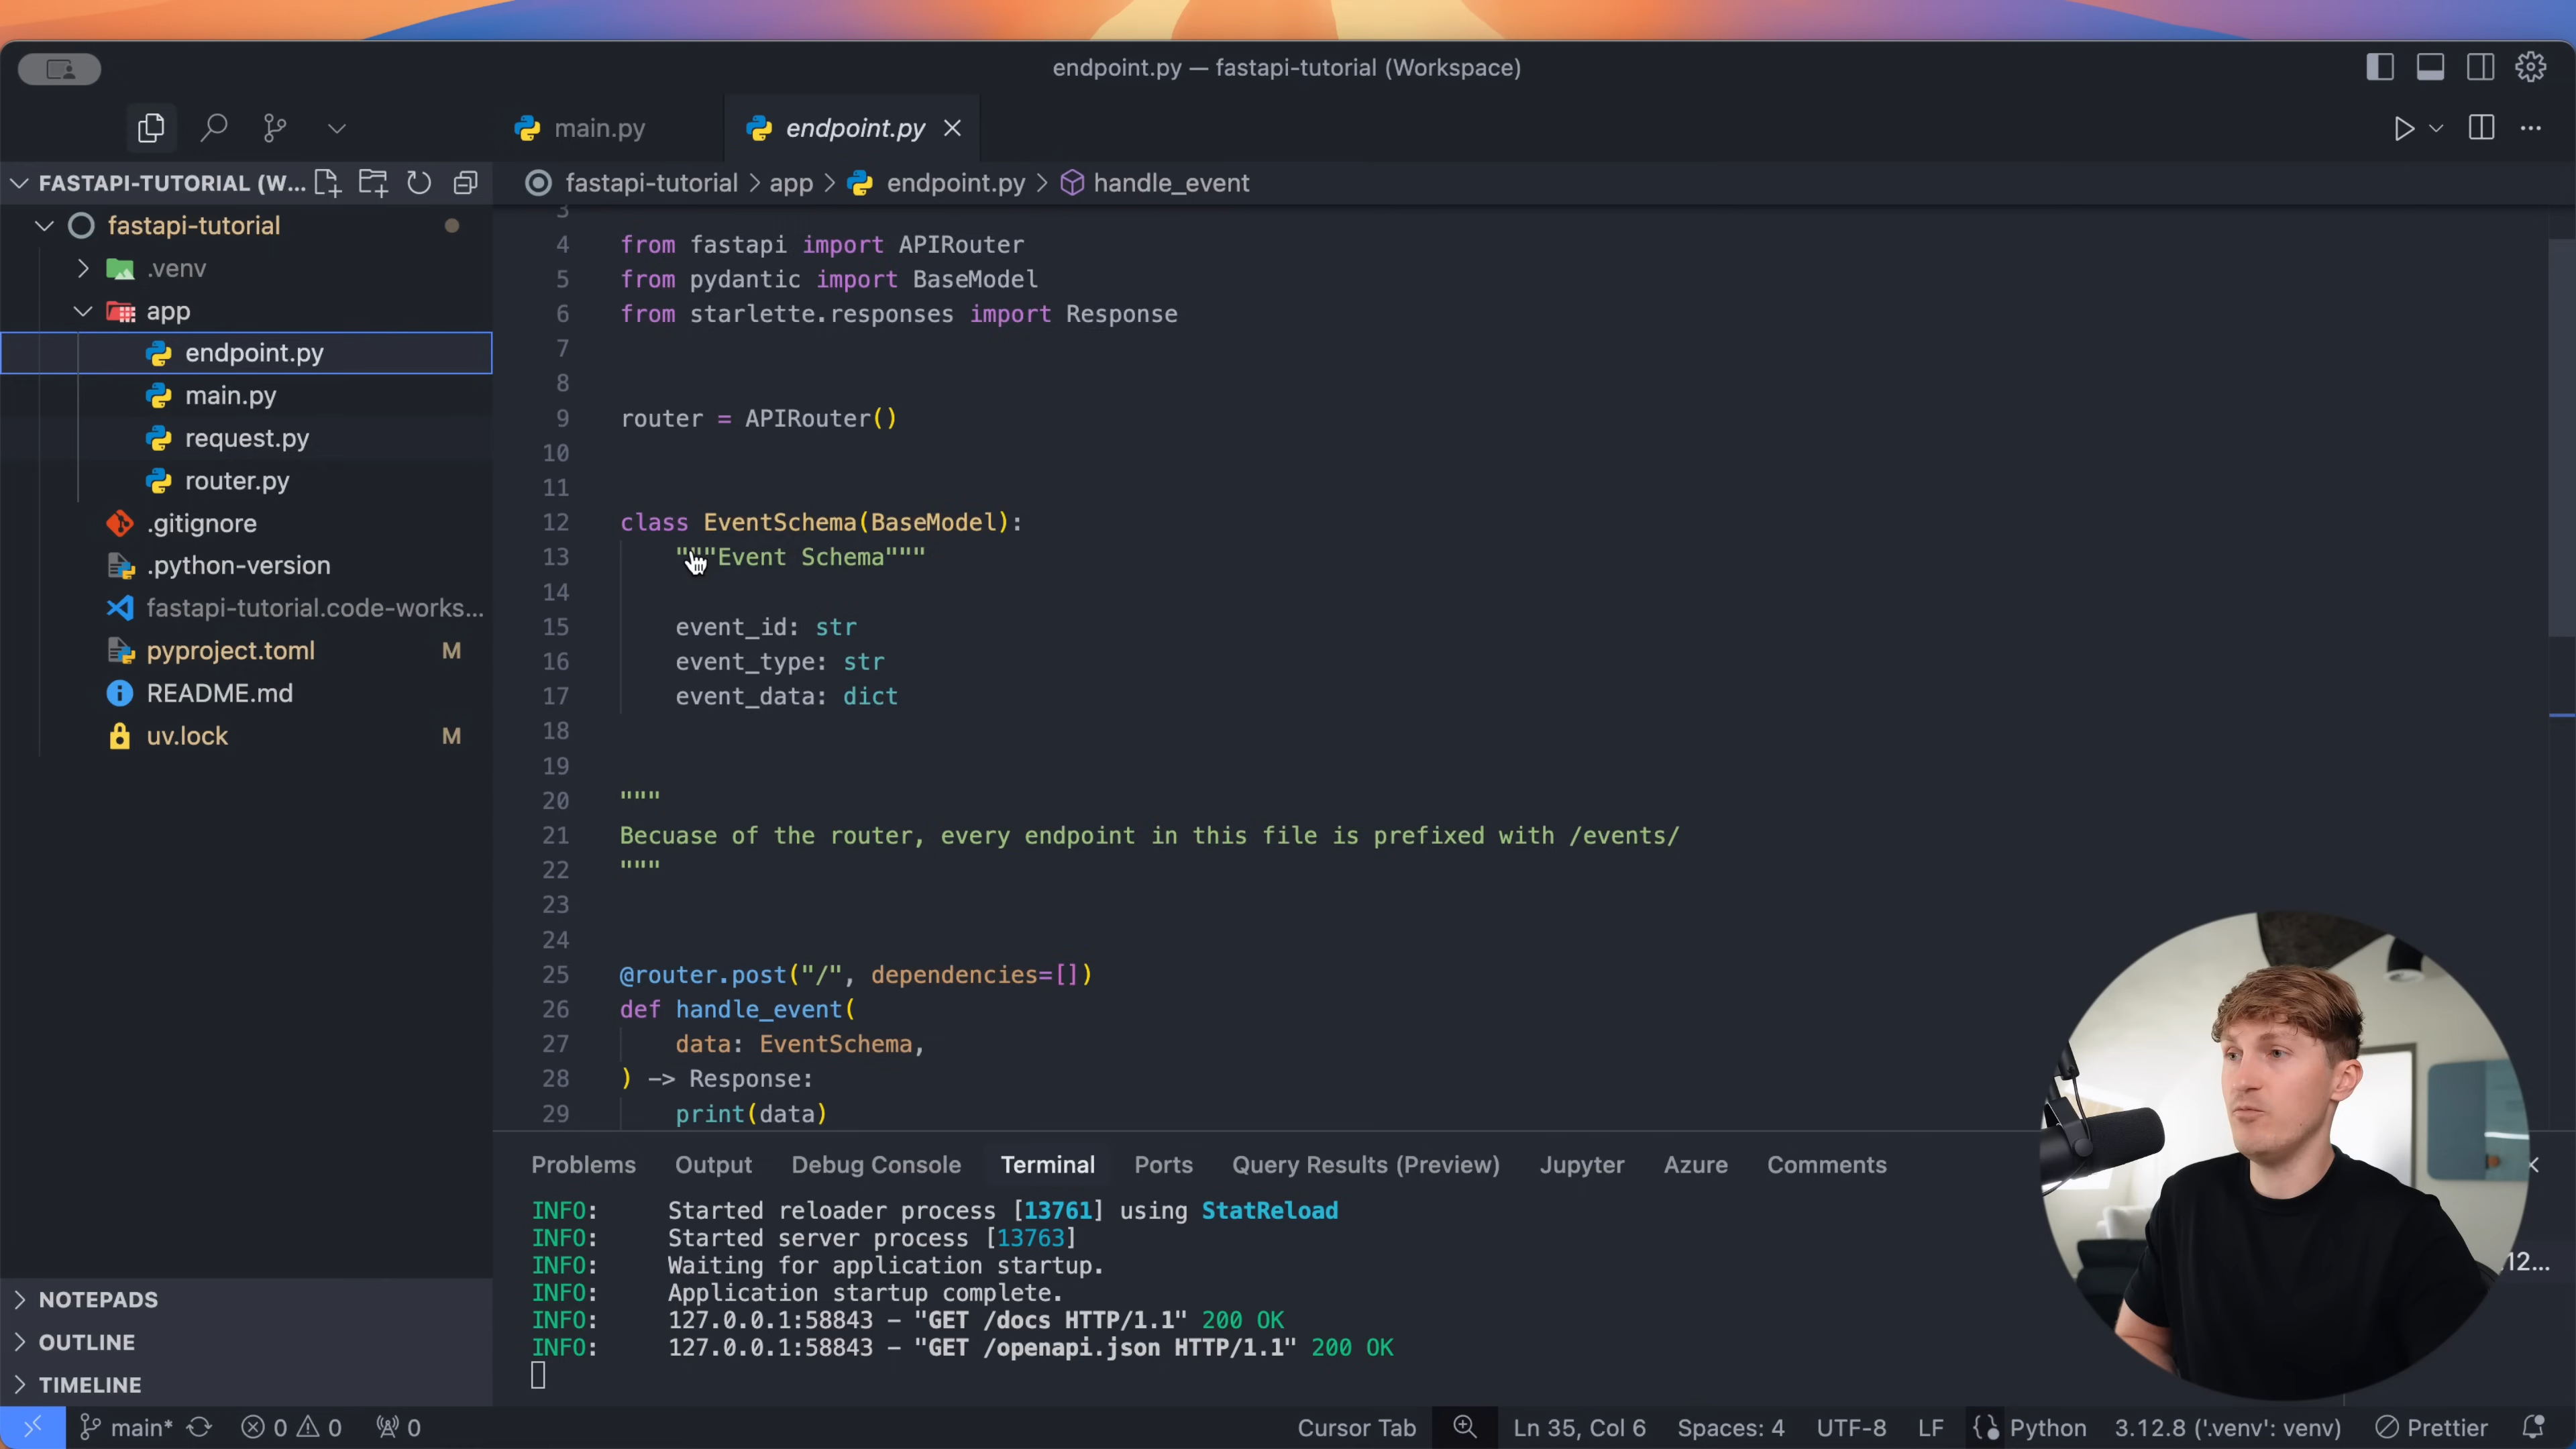 endpoint.py — fastapi-tutorial (Workspace)
main.py
endpoint.py
FASTAPI-TUTORIAL (W...
fastapi-tutorial > app > endpoint.py > handle_event
fastapi-tutorial
.venv
app
endpoint.py
main.py
request.py
router.py
.gitignore
.python-version
fastapi-tutorial.code-works...
pyproject.toml M
README.md
uv.lock M
NOTEPADS
OUTLINE
TIMELINE
3
4 from fastapi import APIRouter
5 from pydantic import BaseModel
6 from starlette.responses import Response
7
8
9 router = APIRouter()
10
11
12 class EventSchema(BaseModel):
13 """Event Schema"""
14
15 event_id: str
16 event_type: str
17 event_data: dict
18
19
20 """
21 Becuase of the router, every endpoint in this file is prefixed with /events/
22 """
23
24
25 @router.post("/", dependencies=[])
26 def handle_event(
27 data: EventSchema,
28 ) -> Response:
29 print(data)
Problems Output Debug Console Terminal Ports Query Results (Preview) Jupyter Azure Comments
INFO: Started reloader process [13761] using StatReload
INFO: Started server process [13763]
INFO: Waiting for application startup.
INFO: Application startup complete.
INFO: 127.0.0.1:58843 – "GET /docs HTTP/1.1" 200 OK
INFO: 127.0.0.1:58843 – "GET /openapi.json HTTP/1.1" 200 OK
12...
main* 0 0 0 Cursor Tab Ln 35, Col 6 Spaces: 4 UTF-8 LF Python 3.12.8 ('.venv': venv) Prettier